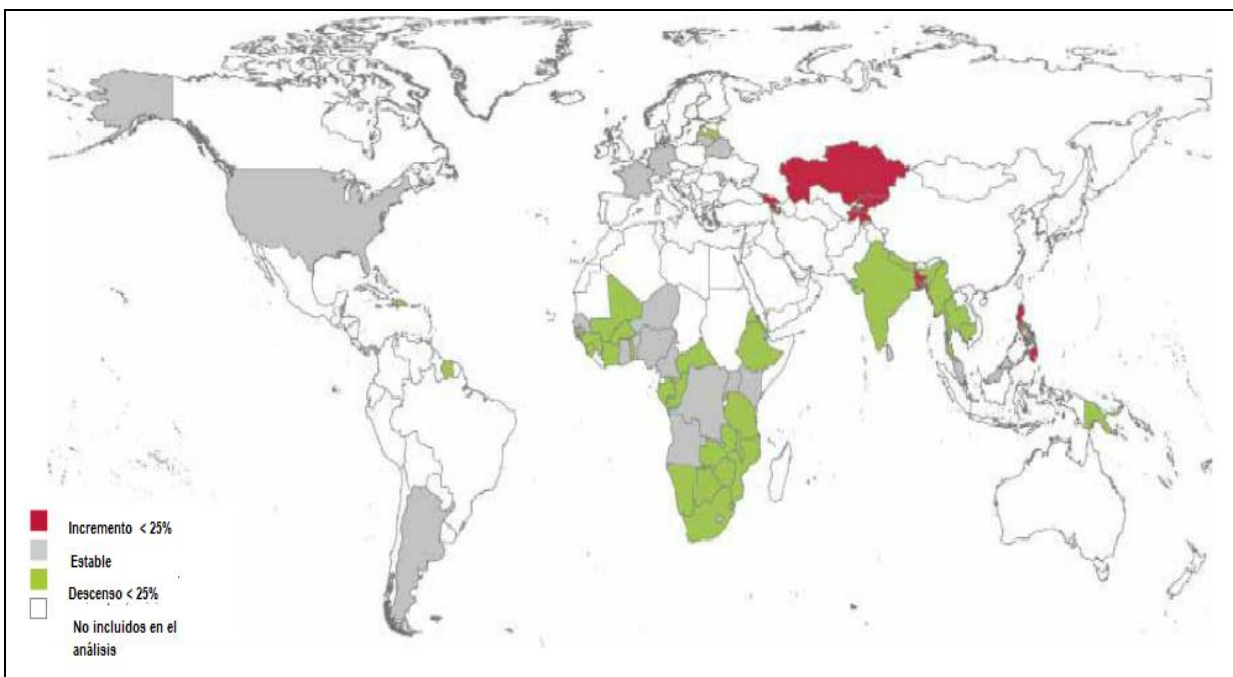 Incremento < 25%
Estable
Descenso < 25%
No incluidos en el
análisis